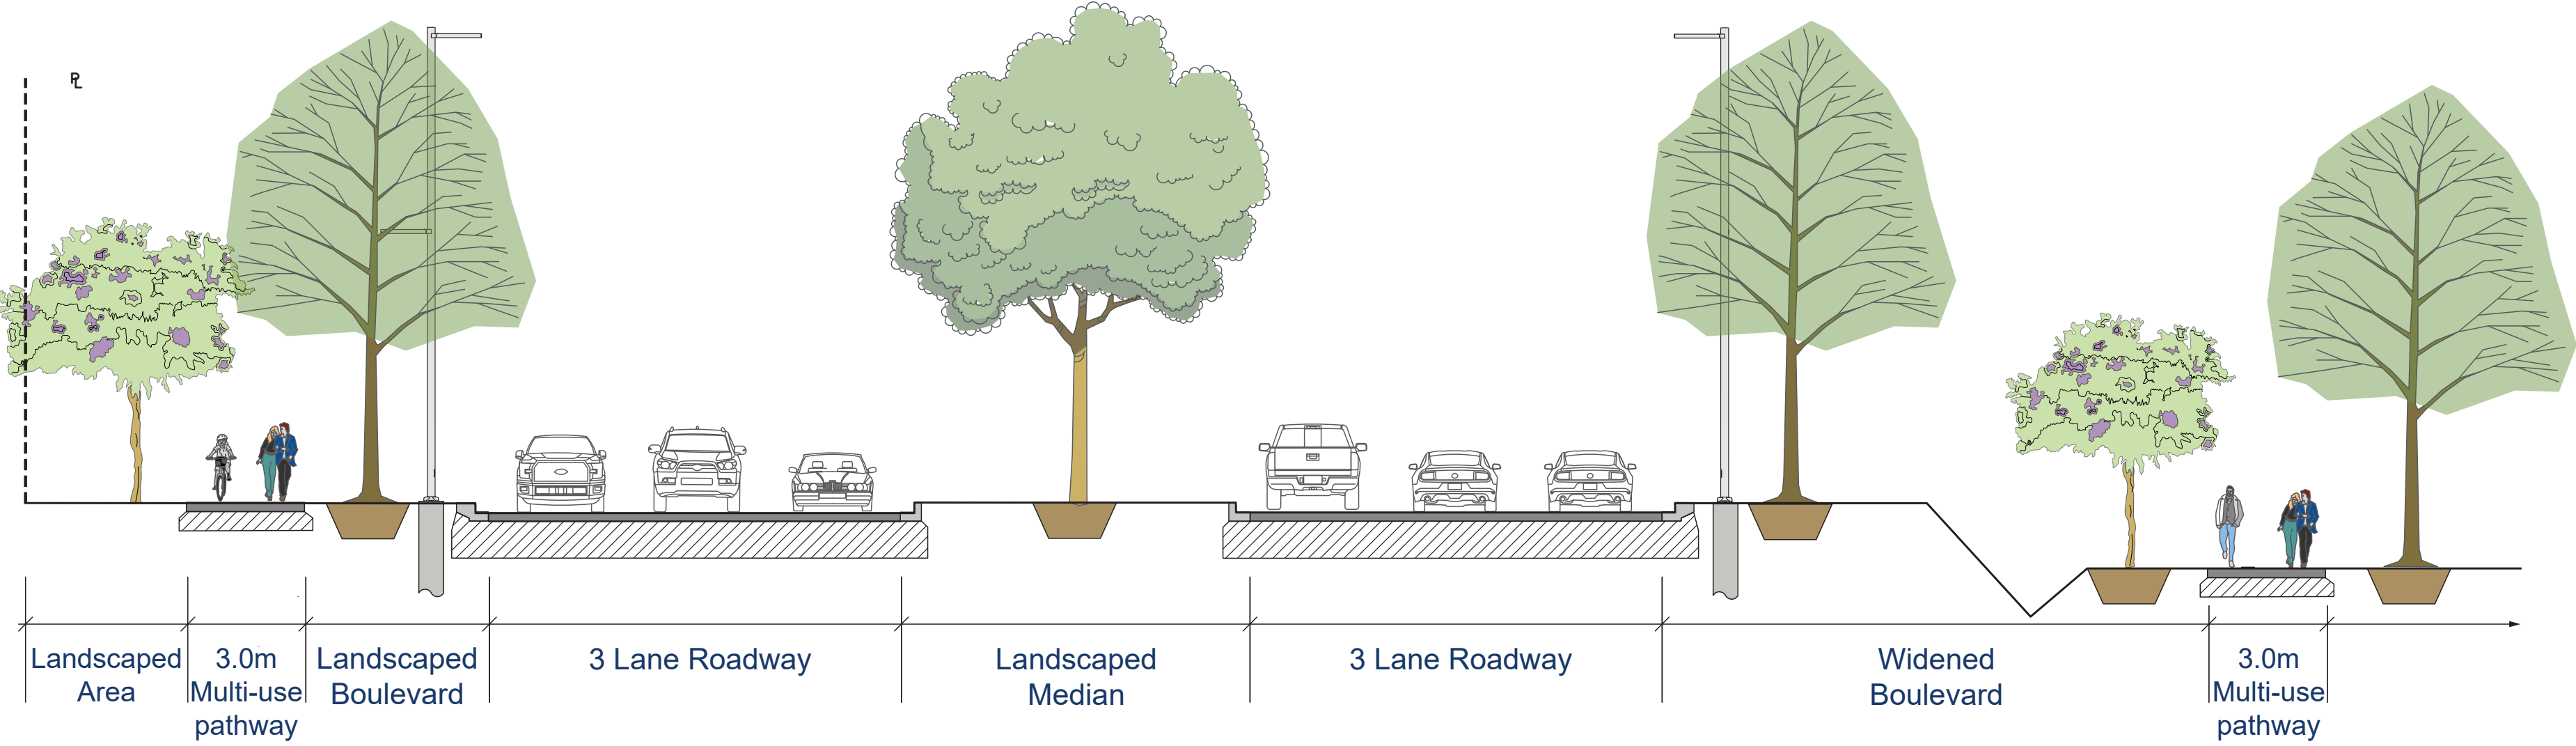 PL
Landscaped
Area
3.0m
Multi-use
pathway
Landscaped
Boulevard
3 Lane Roadway
Landscaped
Median
3 Lane Roadway
Widened
Boulevard
3.0m
Multi-use
pathway